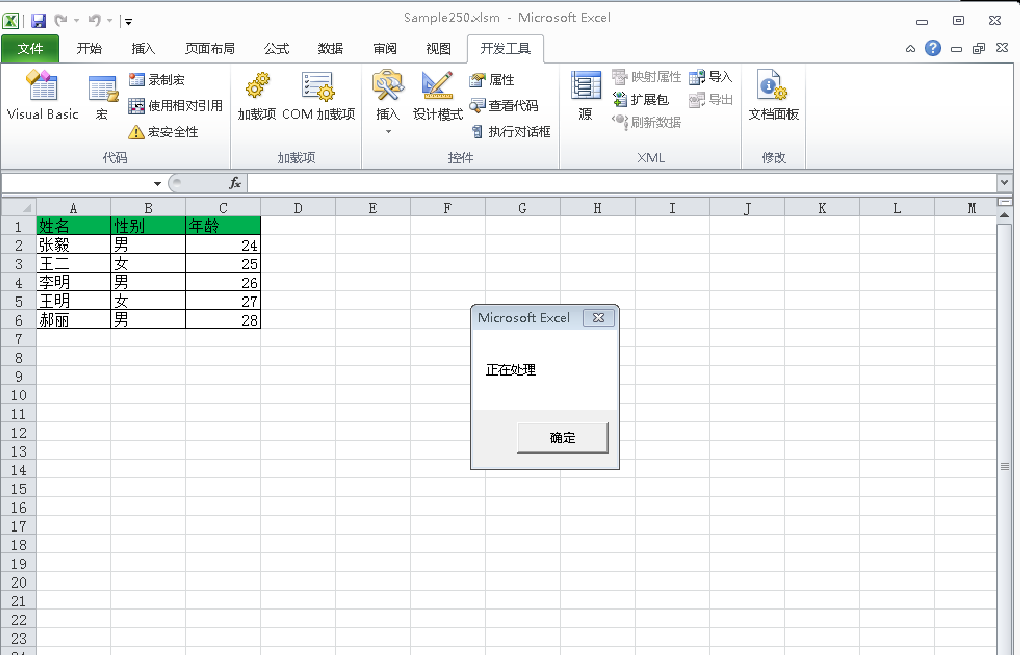 Sample250.xlsm - Microsoft Excel
文件 开始 插入 页面布局 公式 数据 审阅 视图 开发工具
Visual Basic 宏 录制宏 使用相对引用 宏安全性
加载项 COM 加载项
插入 设计模式 属性 查看代码 执行对话框
源 映射属性 扩展包 刷新数据 导入 导出
文档面板
代码 加载项 控件 XML 修改
fx
A B C D E F G H I J K L M
1 姓名 性别 年龄
2 张毅 男 24
3 王二 女 25
4 李明 男 26
5 王明 女 27
6 郝丽 男 28
7
8
9
10
11
12
13
14
15
16
17
18
19
20
21
22
23
Microsoft Excel
正在处理
确定